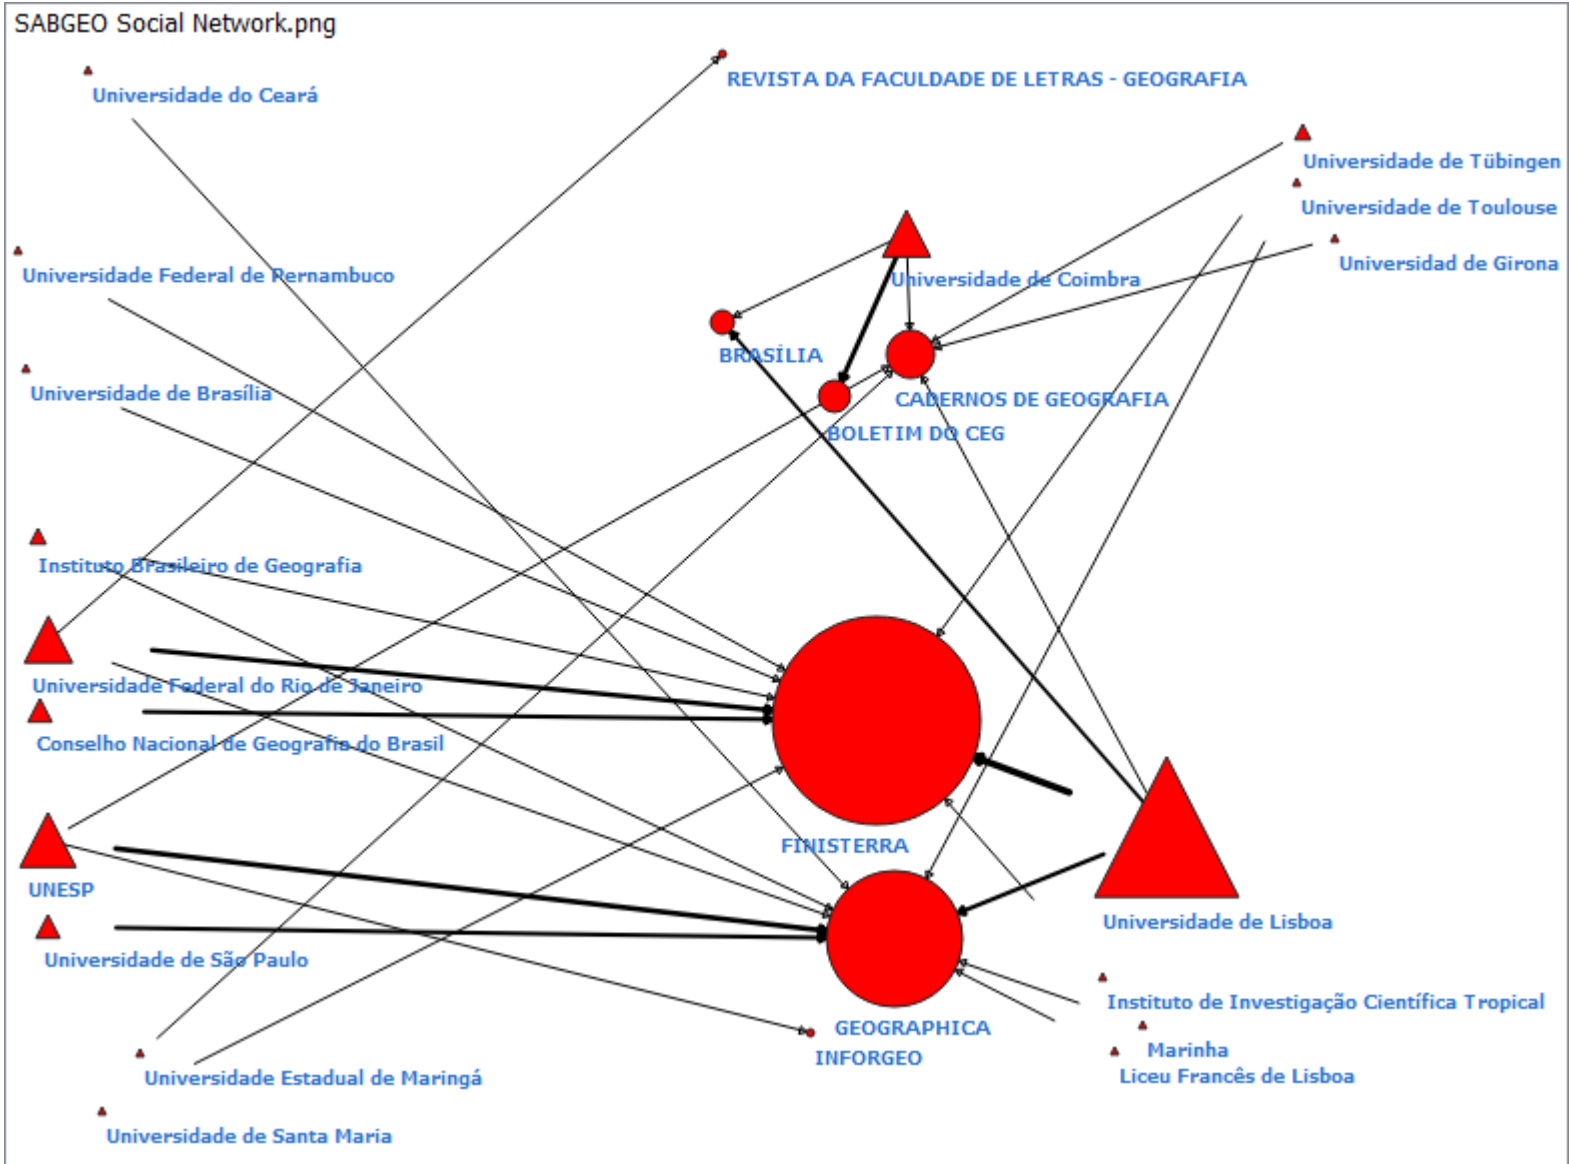 SABGEO Social Network.png
Universidade do Ceará
REVISTA DA FACULDADE DE LETRAS - GEOGRAFIA
Universidade de Tübingen
Universidade de Toulouse
Universidad de Girona
Universidade Federal de Pernambuco
Universidade de Coimbra
BRASÍLIA
Universidade de Brasília
CADERNOS DE GEOGRAFIA
BOLETIM DO CEG
Instituto Brasileiro de Geografia
Universidade Federal do Rio de Janeiro
Conselho Nacional de Geografia do Brasil
FINISTERRA
UNESP
Universidade de Lisboa
Universidade de São Paulo
Instituto de Investigação Científica Tropical
GEOGRAPHICA
Marinha
INFORGEO
Liceu Francês de Lisboa
Universidade Estadual de Maringá
Universidade de Santa Maria